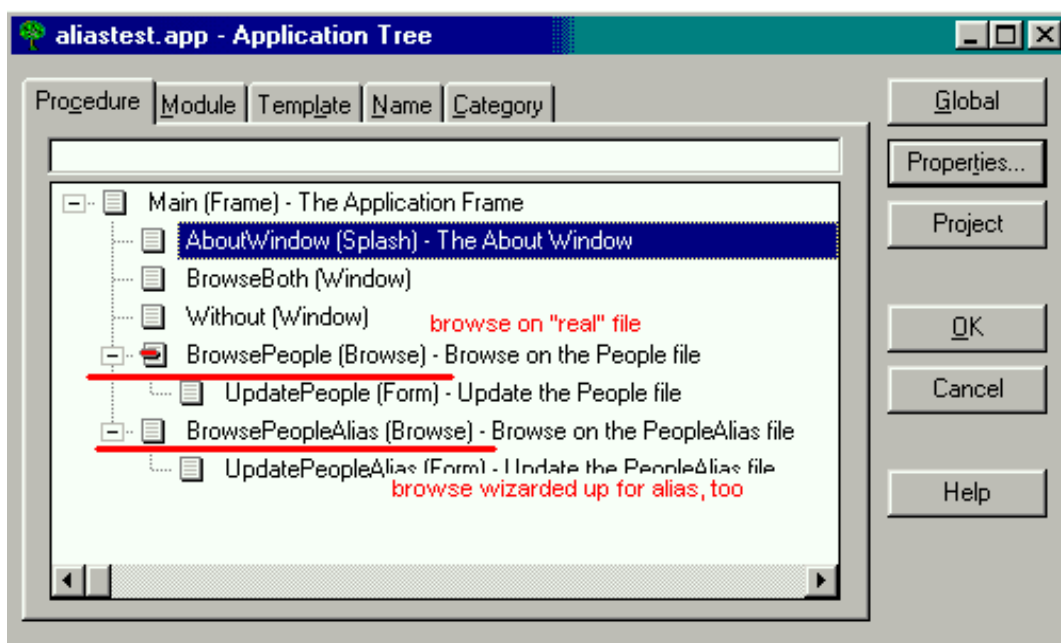 aliastest.app - Application Tree
Procedure Module Template Name Category
Global
Properties...
Project
OK
Cancel
Help
Main (Frame) - The Application Frame
AboutWindow (Splash) - The About Window
BrowseBoth (Window)
Without (Window)
browse on "real" file
BrowsePeople (Browse) - Browse on the People file
UpdatePeople (Form) - Update the People file
BrowsePeopleAlias (Browse) - Browse on the PeopleAlias file
UpdatePeopleAlias (Form) - Update the PeopleAlias file
browse wizarded up for alias, too